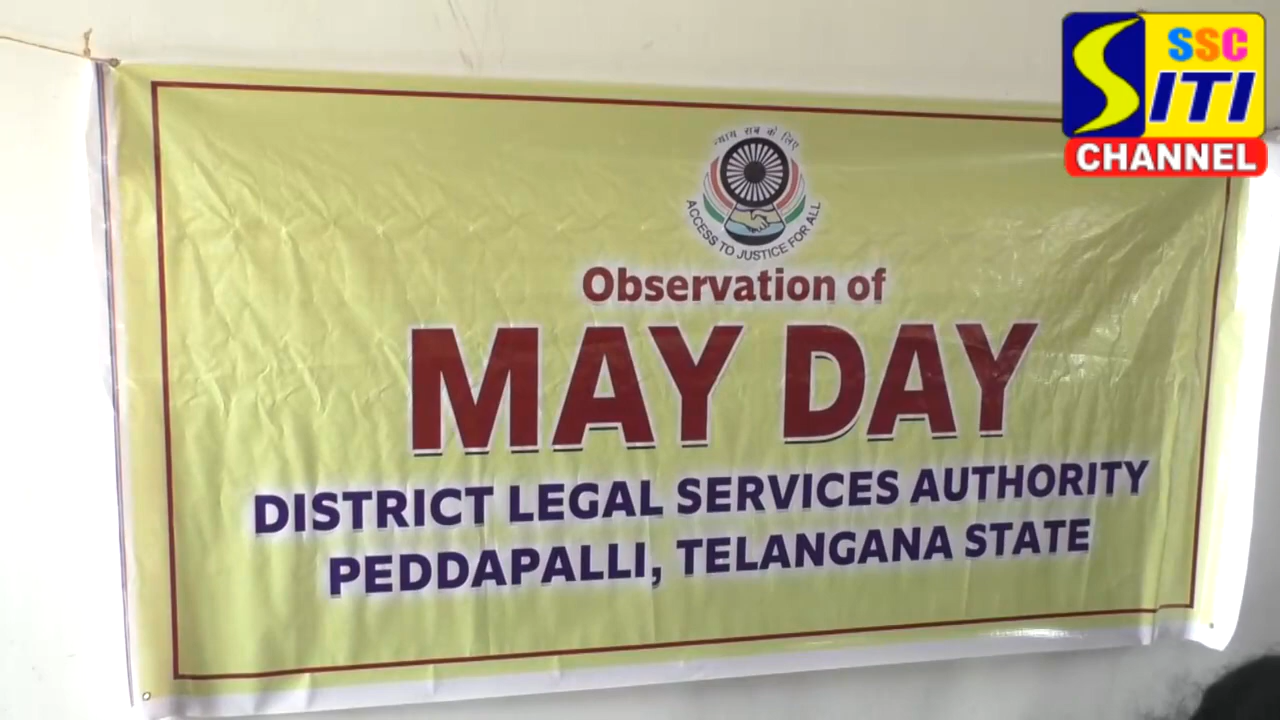 SSC
SITI
CHANNEL
न्याय सब के लिए
ACCESS TO JUSTICE FOR ALL
Observation of
MAY DAY
DISTRICT LEGAL SERVICES AUTHORITY
PEDDAPALLI, TELANGANA STATE